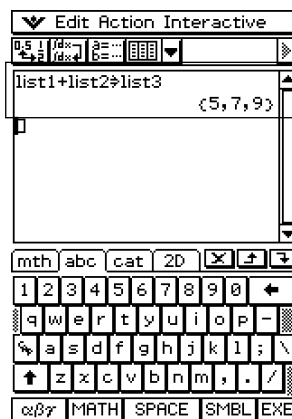 Edit Action Interactive
list1+list2⇒list3
{5,7,9}
mth abc cat 2D
1 2 3 4 5 6 7 8 9 0
q w e r t y u i o p -
a s d f g h j k l ; \
z x c v b n m , . /
αβγ MATH SPACE SMBL EXE